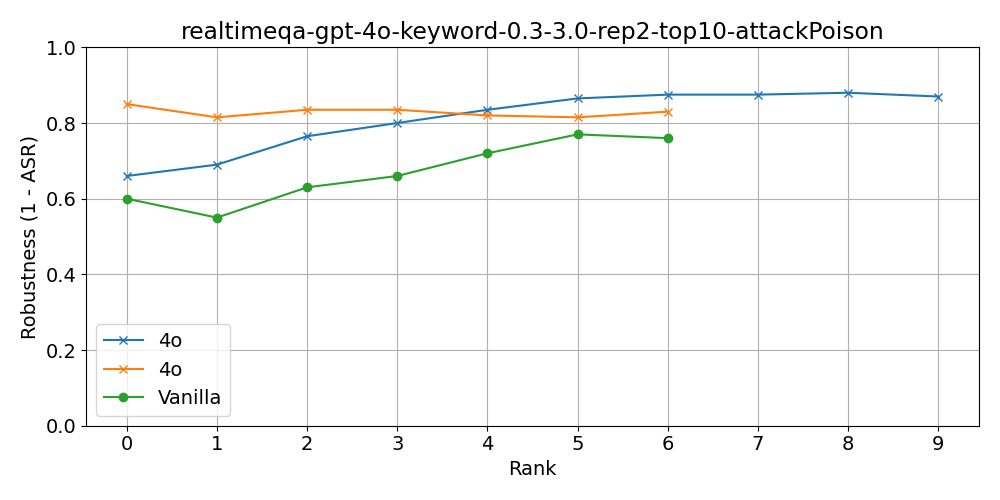 realtimeqa-gpt-4o-keyword-0.3-3.0-rep2-top10-attackPoison
Robustness (1 - ASR)
1.0
0.8
0.6
0.4
0.2
0.0
4o
4o
Vanilla
0 1 2 3 4 5 6 7 8 9
Rank